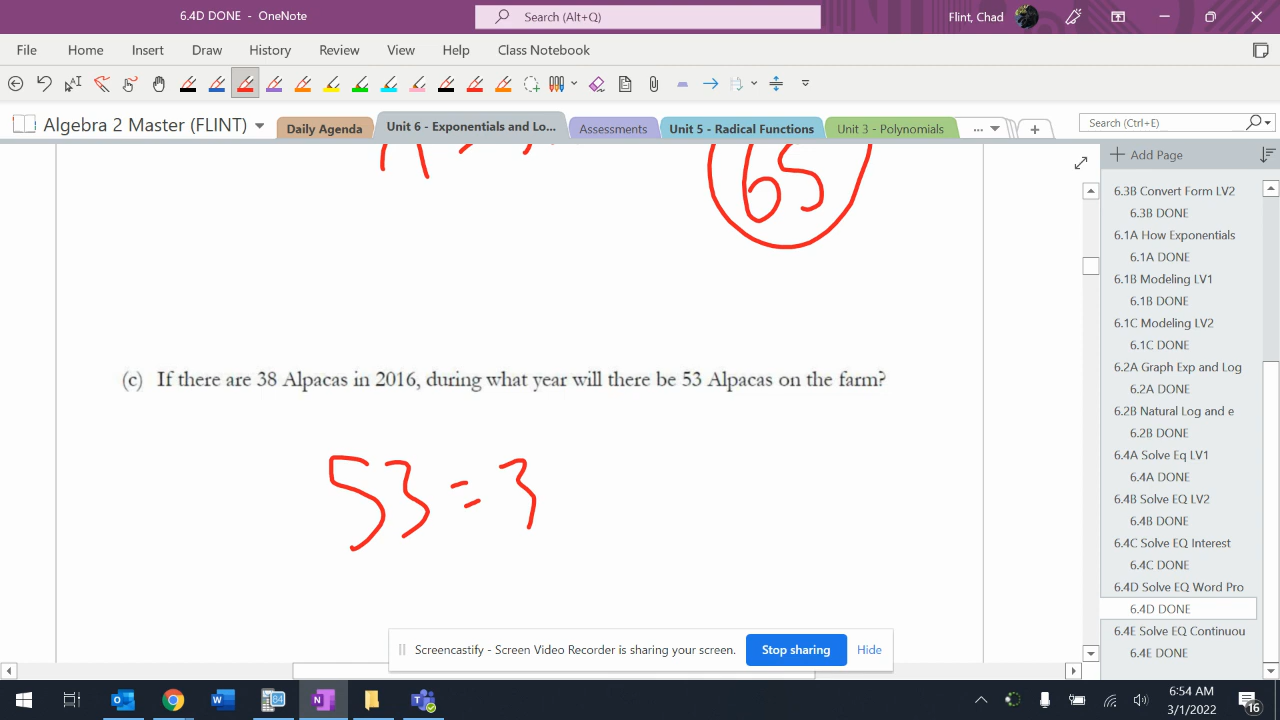 6.4D DONE - OneNote
Search (Alt+Q)
Flint, Chad
File Home Insert Draw History Review View Help Class Notebook
Algebra 2 Master (FLINT)
Daily Agenda
Unit 6 - Exponentials and Lo...
Assessments
Unit 5 - Radical Functions
Unit 3 - Polynomials
...
Search (Ctrl+E)
Add Page
65
(c) If there are 38 Alpacas in 2016, during what year will there be 53 Alpacas on the farm?
53 = 3
6.3B Convert Form LV2
6.3B DONE
6.1A How Exponentials
6.1A DONE
6.1B Modeling LV1
6.1B DONE
6.1C Modeling LV2
6.1C DONE
6.2A Graph Exp and Log
6.2A DONE
6.2B Natural Log and e
6.2B DONE
6.4A Solve Eq LV1
6.4A DONE
6.4B Solve EQ LV2
6.4B DONE
6.4C Solve EQ Interest
6.4C DONE
6.4D Solve EQ Word Pro
6.4D DONE
6.4E Solve EQ Continuou
6.4E DONE
Screencastify - Screen Video Recorder is sharing your screen.
Stop sharing
Hide
6:54 AM
3/1/2022
16